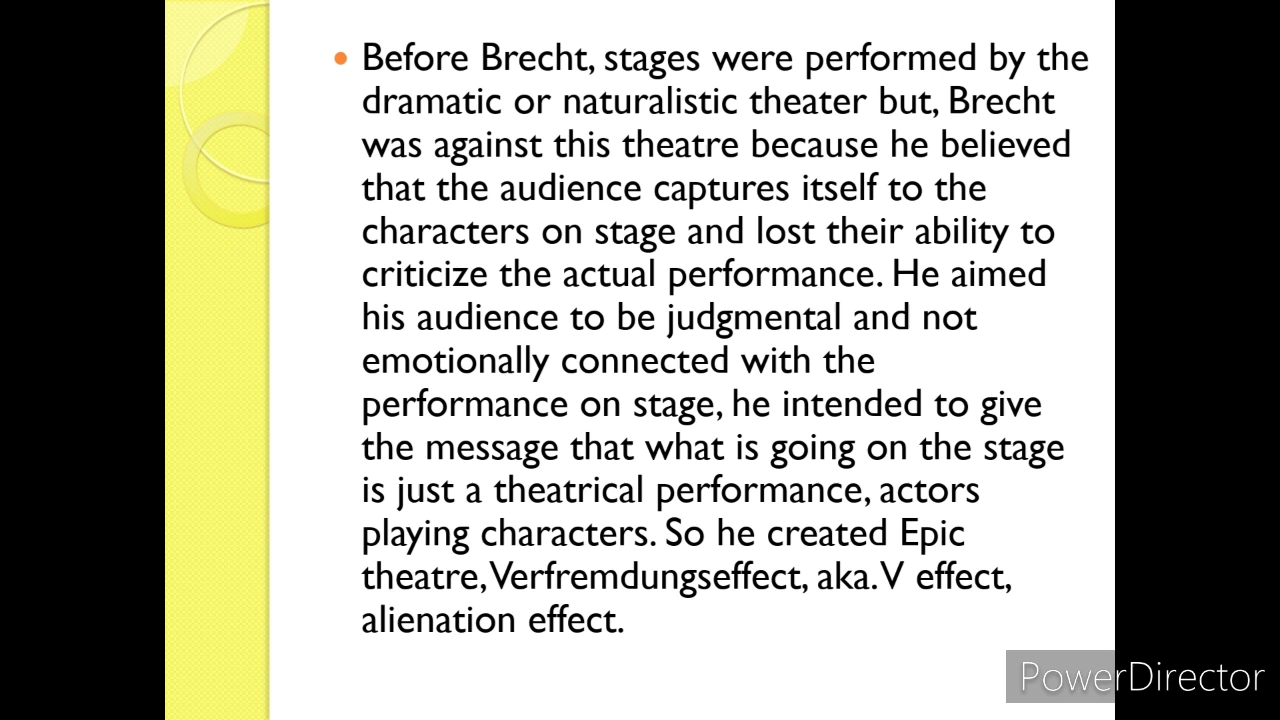 Before Brecht, stages were performed by the
dramatic or naturalistic theater but, Brecht
was against this theatre because he believed
that the audience captures itself to the
characters on stage and lost their ability to
criticize the actual performance. He aimed
his audience to be judgmental and not
emotionally connected with the
performance on stage, he intended to give
the message that what is going on the stage
is just a theatrical performance, actors
playing characters. So he created Epic
theatre, Verfremdungseffect, aka. V effect,
alienation effect.
PowerDirector